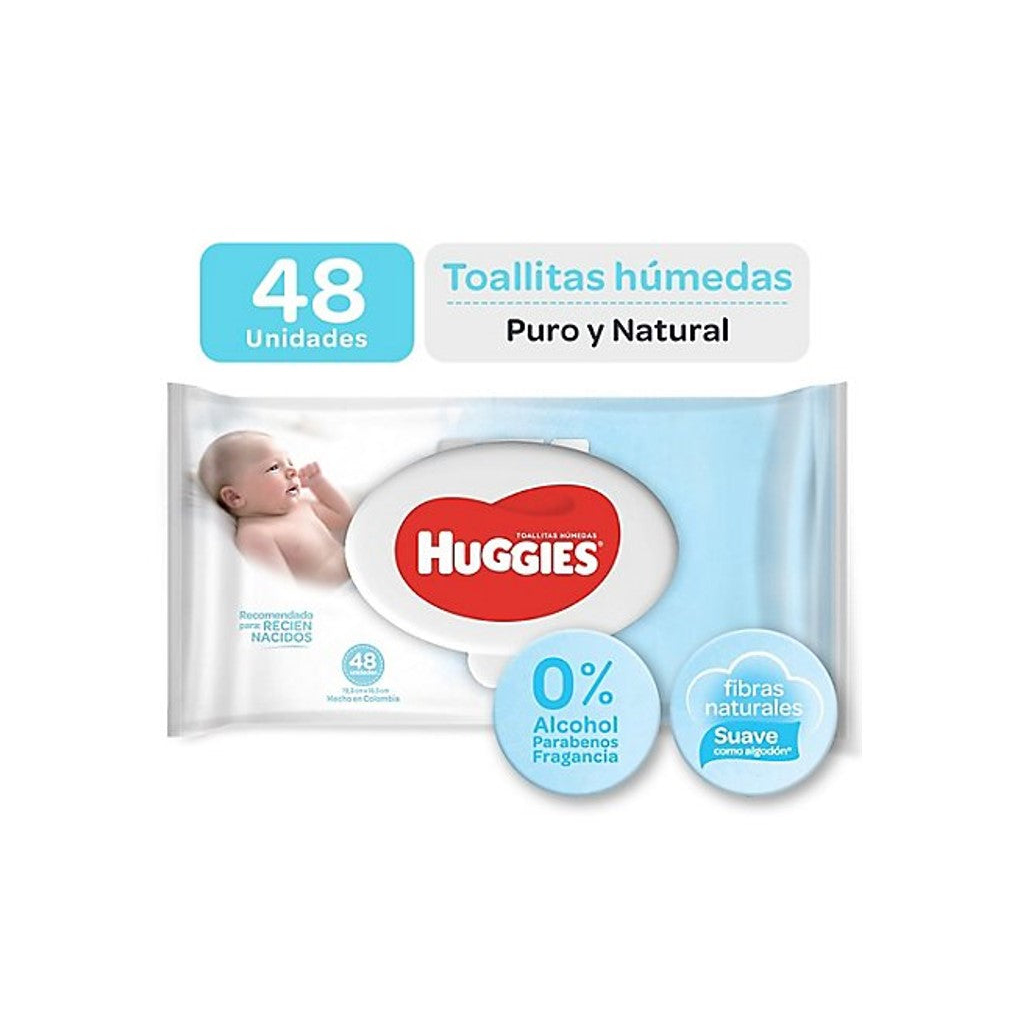 48
Unidades
Toallitas húmedas
Puro y Natural
TOALLITAS HÚMEDAS
HUGGIES®
Recomendado
para: RECIEN
NACIDOS
48
unidades
Hecho en Colombia
0%
Alcohol
Parabenos
Fragancia
fibras
naturales
Suave
como algodón*